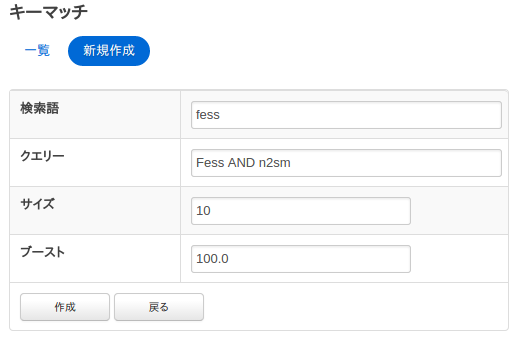 キーマッチ
一覧 新規作成
検索語 fess
クエリー Fess AND n2sm
サイズ 10
ブースト 100.0
作成 戻る